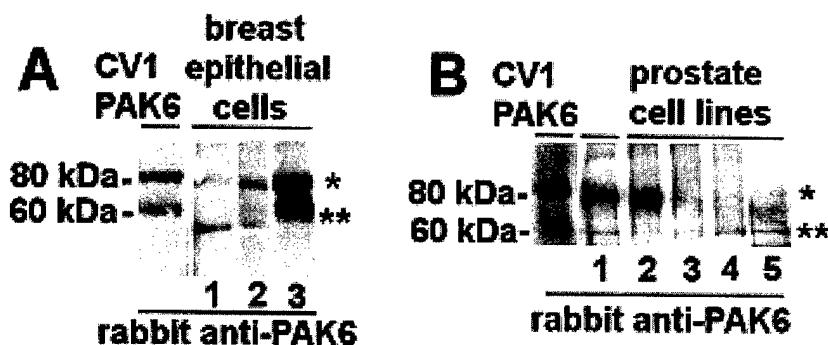 A
CV1
PAK6
breast
epithelial
cells
80 kDa-
60 kDa-
*
**
1 2 3
rabbit anti-PAK6
B
CV1
PAK6
prostate
cell lines
80 kDa-
60 kDa-
*
**
1 2 3 4 5
rabbit anti-PAK6